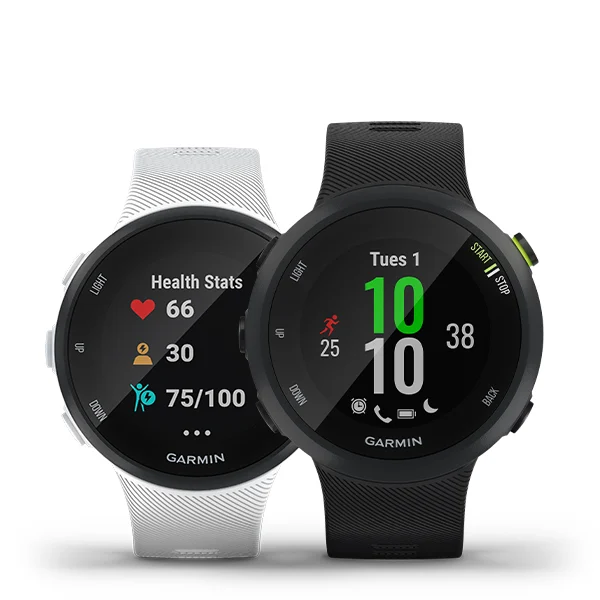 LIGHT
UP
DOWN
Health Stats
66
30
75/100
GARMIN
LIGHT
UP
DOWN
START
STOP
BACK
Tues 1
10
10
25
38
GARMIN